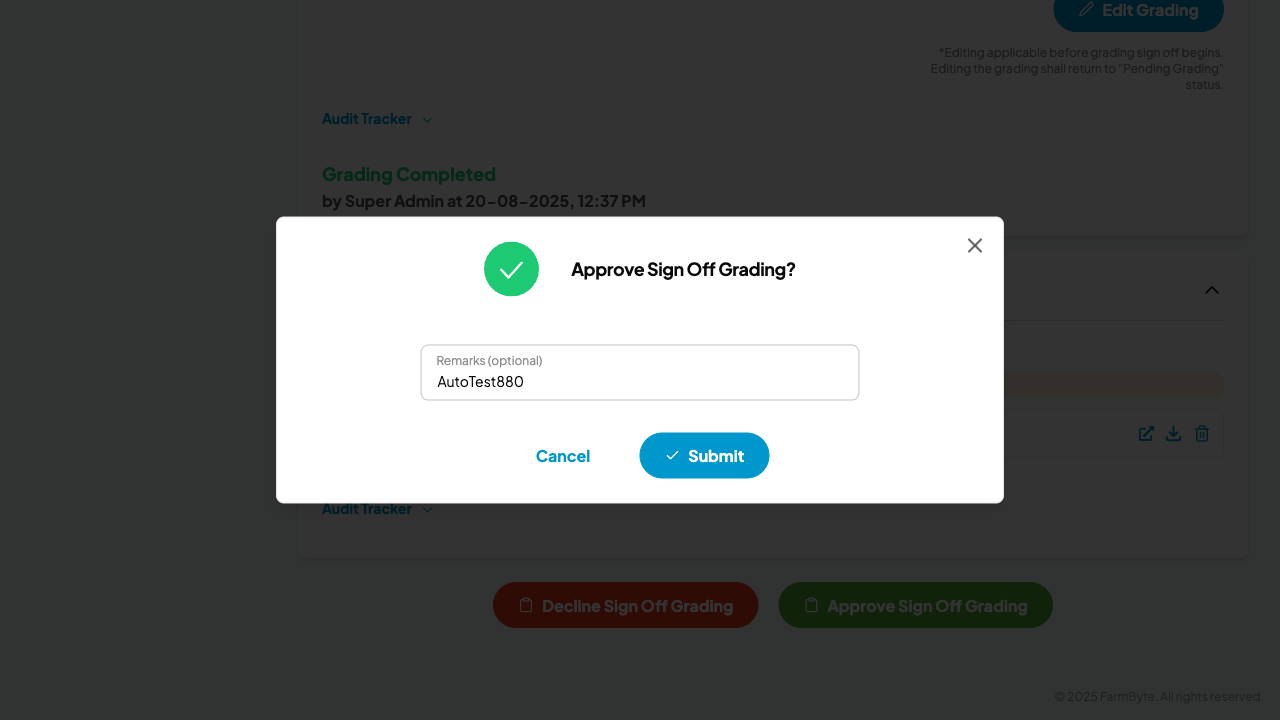 Edit Grading
*Editing applicable before grading sign off begins.
Editing the grading shall return to "Pending Grading"
status.
Audit Tracker
Grading Completed
by Super Admin at 20-08-2025, 12:37 PM
Approve Sign Off Grading?
Remarks (optional)
AutoTest880
Cancel
Submit
Audit Tracker
Decline Sign Off Grading
Approve Sign Off Grading
© 2025 FarmByte. All rights reserved.